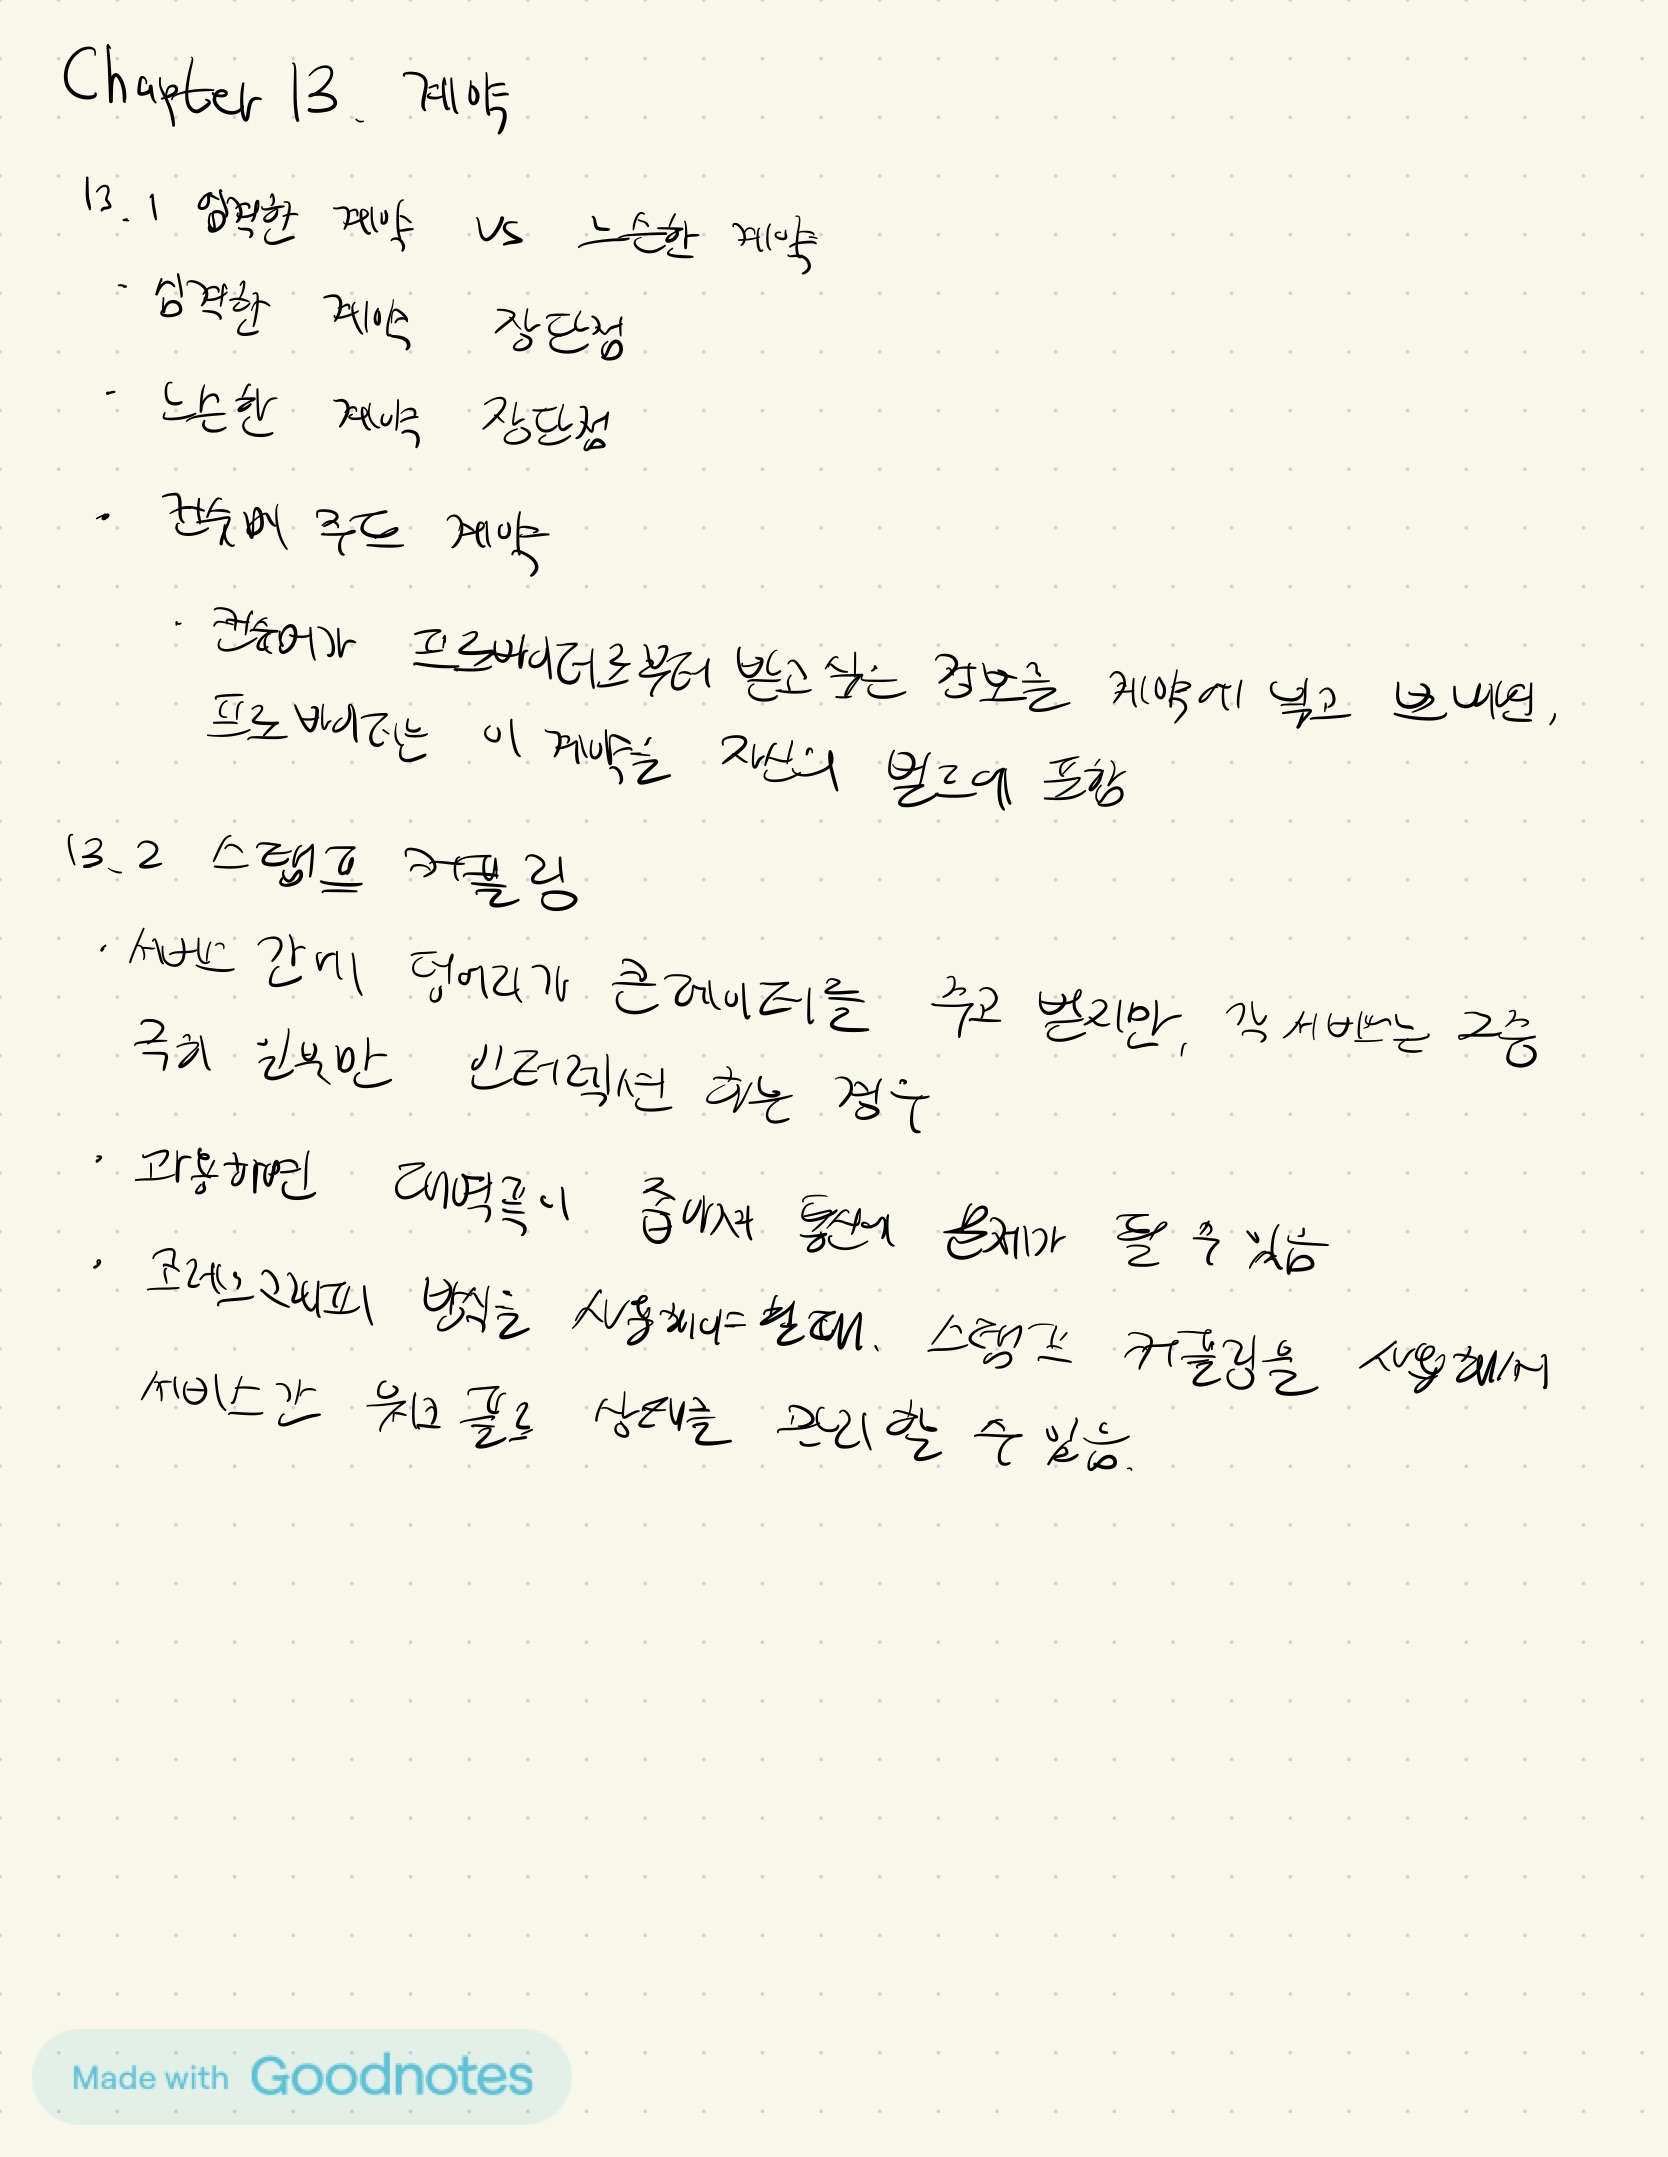 Chapter 13. 계약
13.1 엄격한 계약 vs 느슨한 계약
· 엄격한 계약 장단점
· 느슨한 계약 장단점
· 컨슈머 주도 계약
· 컨슈머가 프로바이더로부터 받고 싶은 정보를 계약에 넣고 보내면,
프로바이더는 이 계약을 자신의 빌드에 포함
13.2 스탬프 커플링
· 서비스 간에 덩어리가 큰 데이터를 주고 받지만, 각 서비스는 그중
극히 일부만 인터렉션 하는 경우
· 과용하면 대역폭이 좁아져 통신에 문제가 될 수 있음
· 코레오그래피 방식을 사용해야 할 때, 스탬프 커플링을 사용해서
서비스 간 워크플로 상태를 관리할 수 있음.
Made with Goodnotes